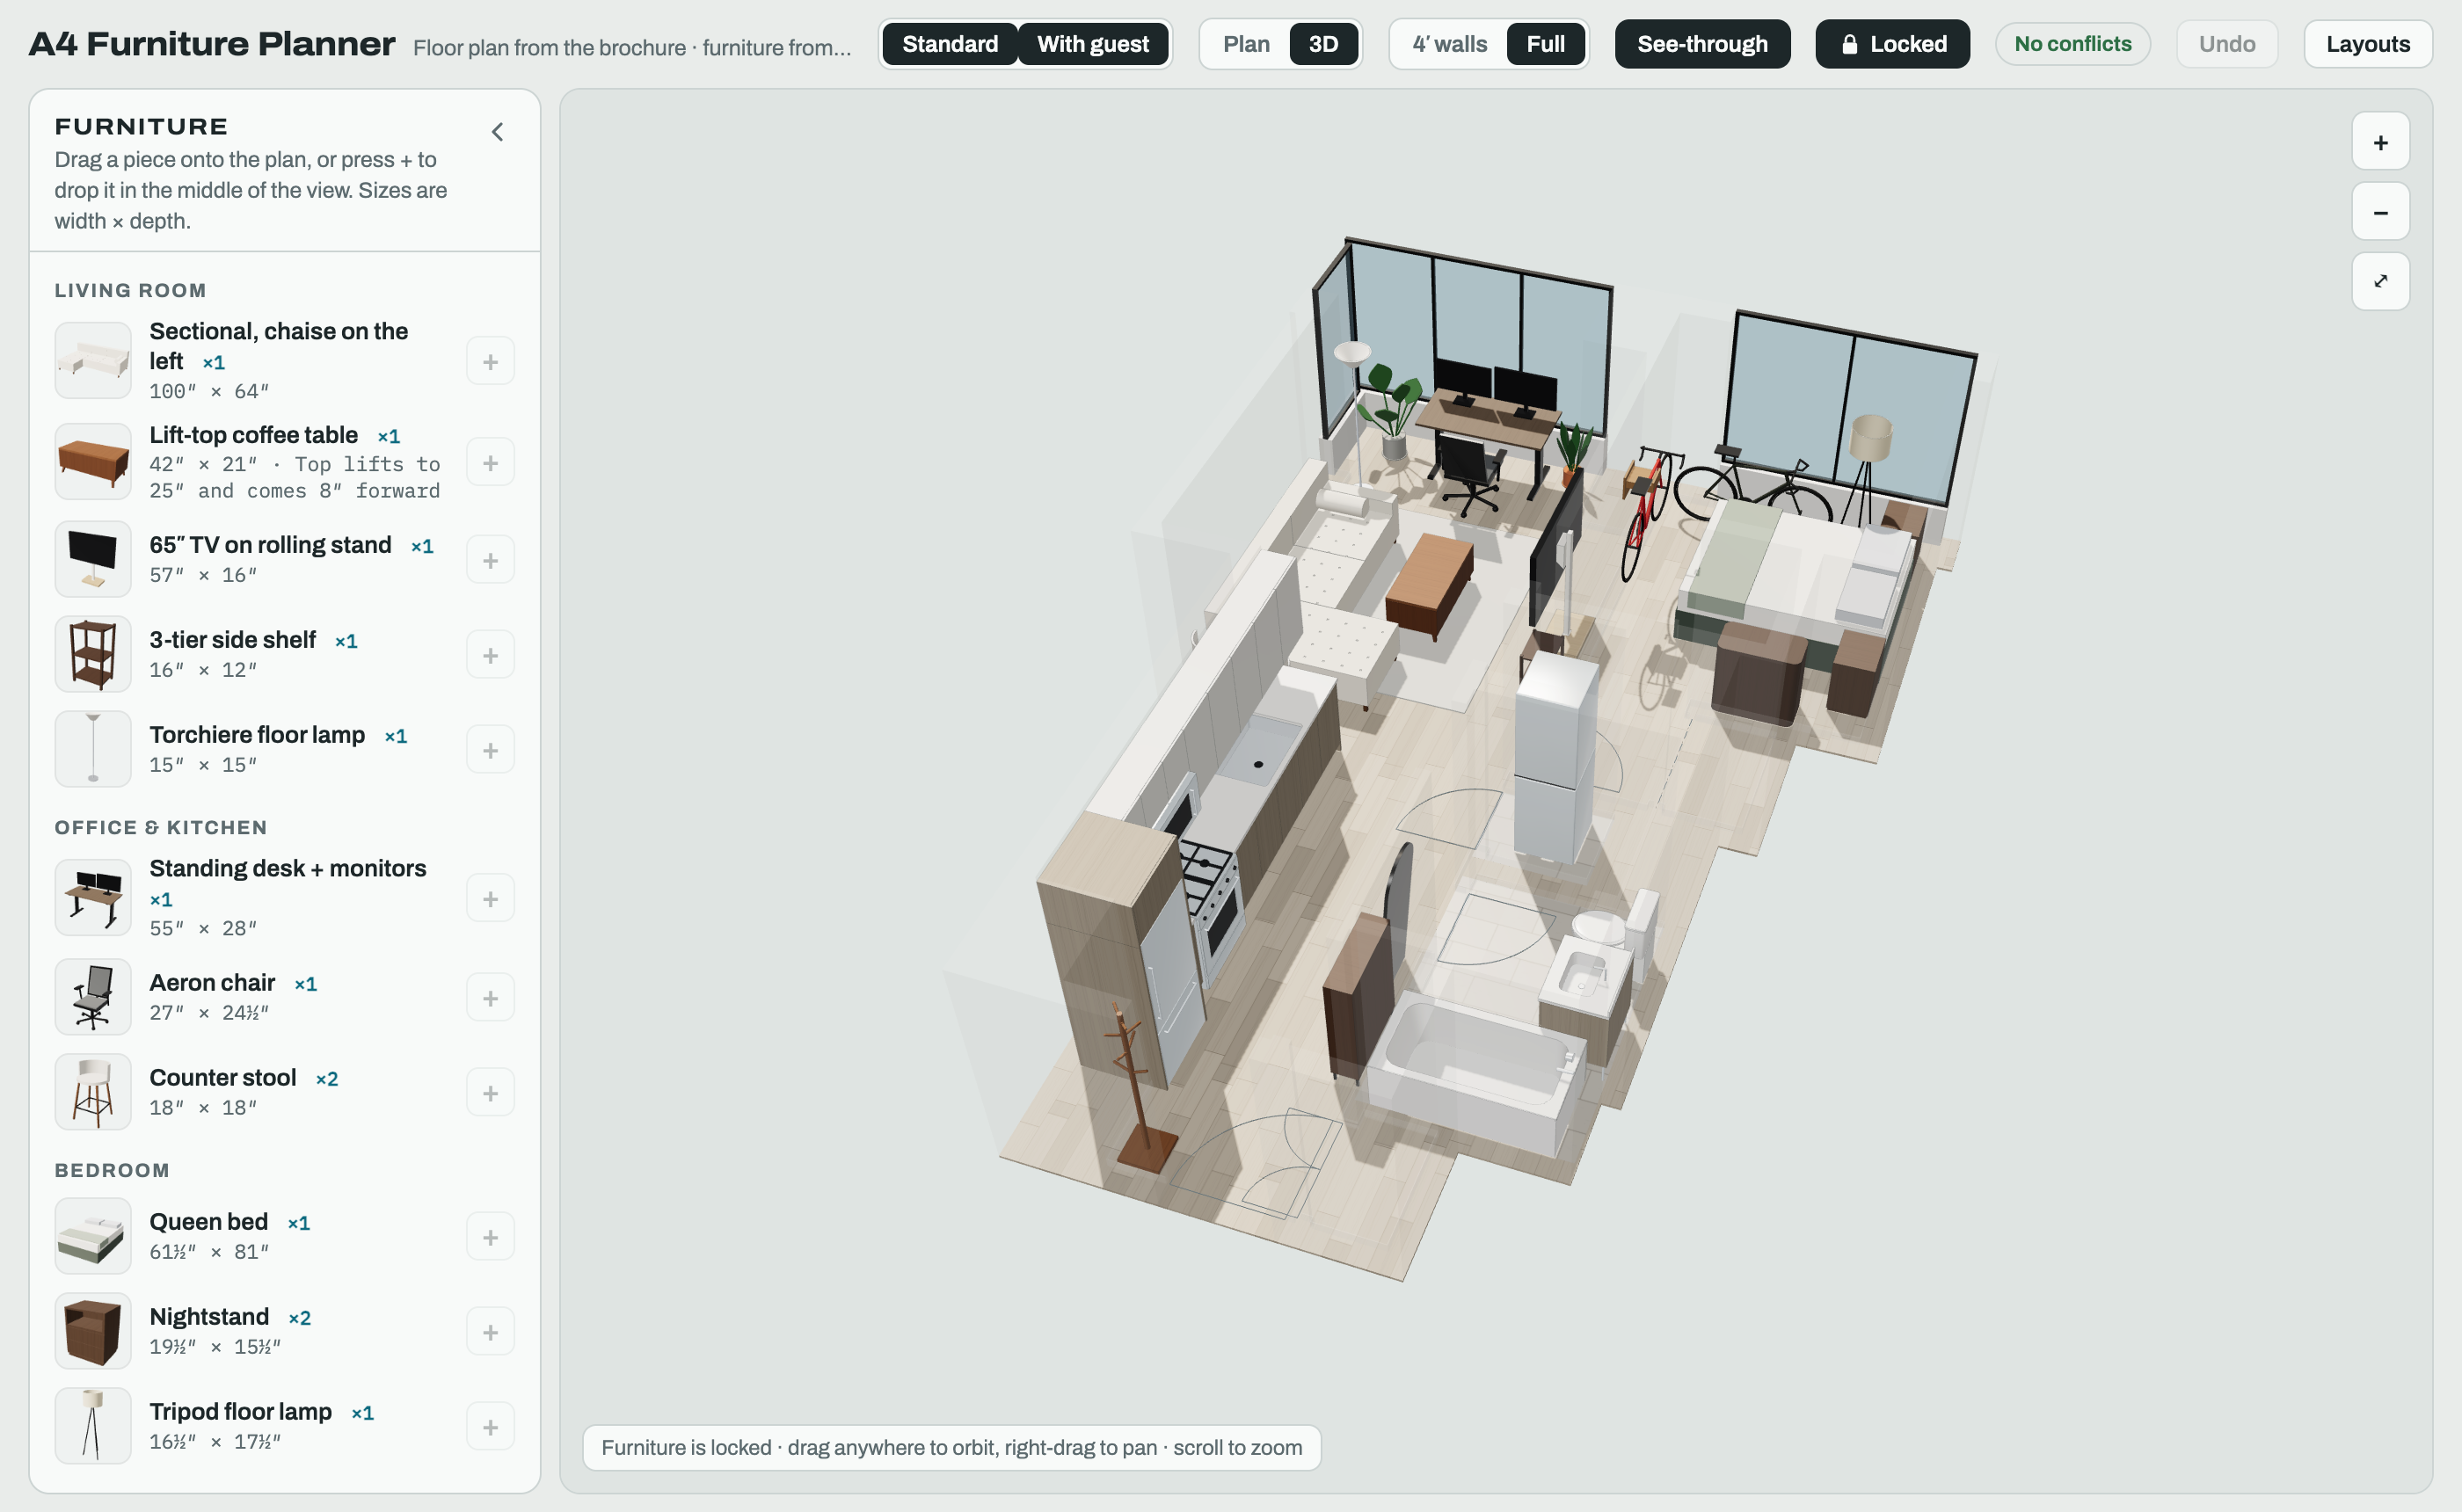 A4 Furniture Planner
Floor plan from the brochure · furniture from...
Standard
With guest
Plan
3D
4′ walls
Full
See-through
Locked
No conflicts
Undo
Layouts
FURNITURE
Drag a piece onto the plan, or press + to
drop it in the middle of the view. Sizes are
width × depth.
LIVING ROOM
Sectional, chaise on the
left ×1
100″ × 64″
+
Lift-top coffee table ×1
42″ × 21″ · Top lifts to
25″ and comes 8″ forward
+
65″ TV on rolling stand ×1
57″ × 16″
+
3-tier side shelf ×1
16″ × 12″
+
Torchiere floor lamp ×1
15″ × 15″
+
OFFICE & KITCHEN
Standing desk + monitors
×1
55″ × 28″
+
Aeron chair ×1
27″ × 24½″
+
Counter stool ×2
18″ × 18″
+
BEDROOM
Queen bed ×1
61½″ × 81″
+
Nightstand ×2
19½″ × 15½″
+
Tripod floor lamp ×1
16½″ × 17½″
+
+
−
Furniture is locked · drag anywhere to orbit, right-drag to pan · scroll to zoom